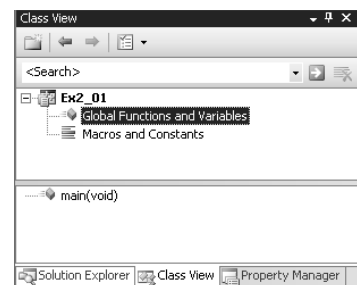 Class View
<Search>
Ex2_01
Global Functions and Variables
Macros and Constants
main(void)
Solution Explorer Class View Property Manager